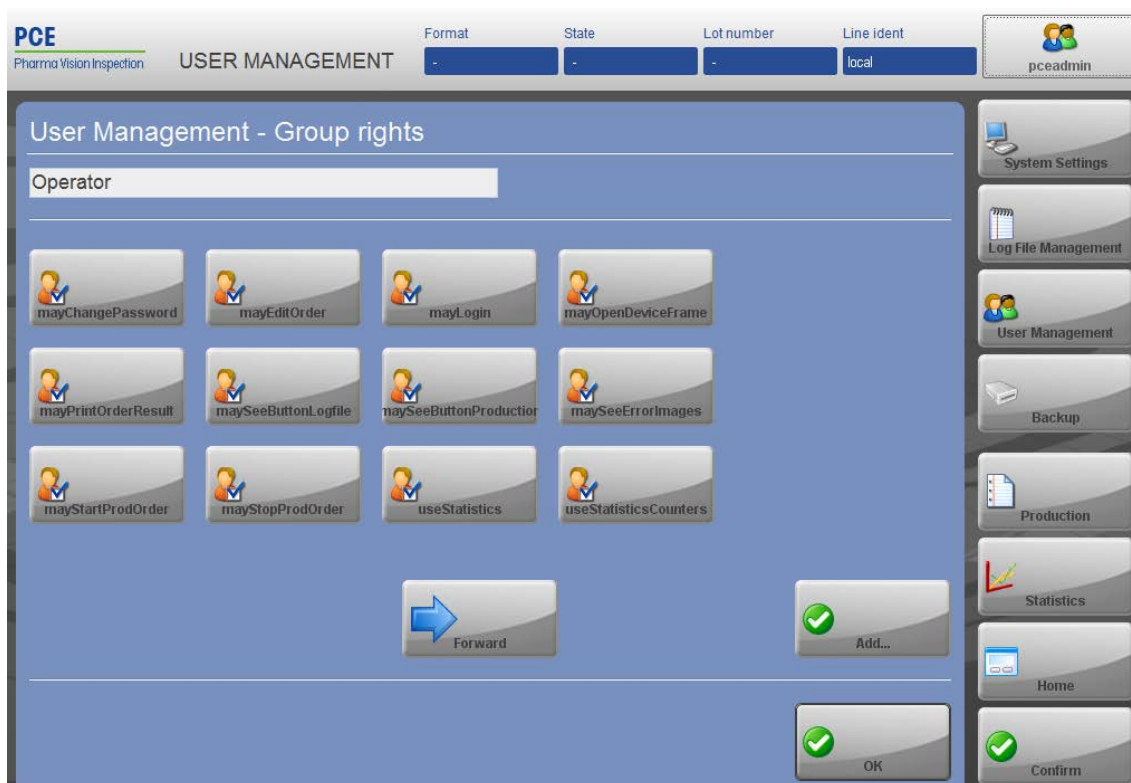 PCE
Pharma Vision Inspection
USER MANAGEMENT
Format
State
Lot number
Line ident
-
-
-
local
pceadmin
User Management - Group rights
Operator
mayChangePassword
mayEditOrder
mayLogin
mayOpenDeviceFrame
mayPrintOrderResult
maySeeButtonLogfile
maySeeButtonProduction
maySeeErrorImages
mayStartProdOrder
mayStopProdOrder
useStatistics
useStatisticsCounters
Forward
Add...
OK
System Settings
Log File Management
User Management
Backup
Production
Statistics
Home
Confirm